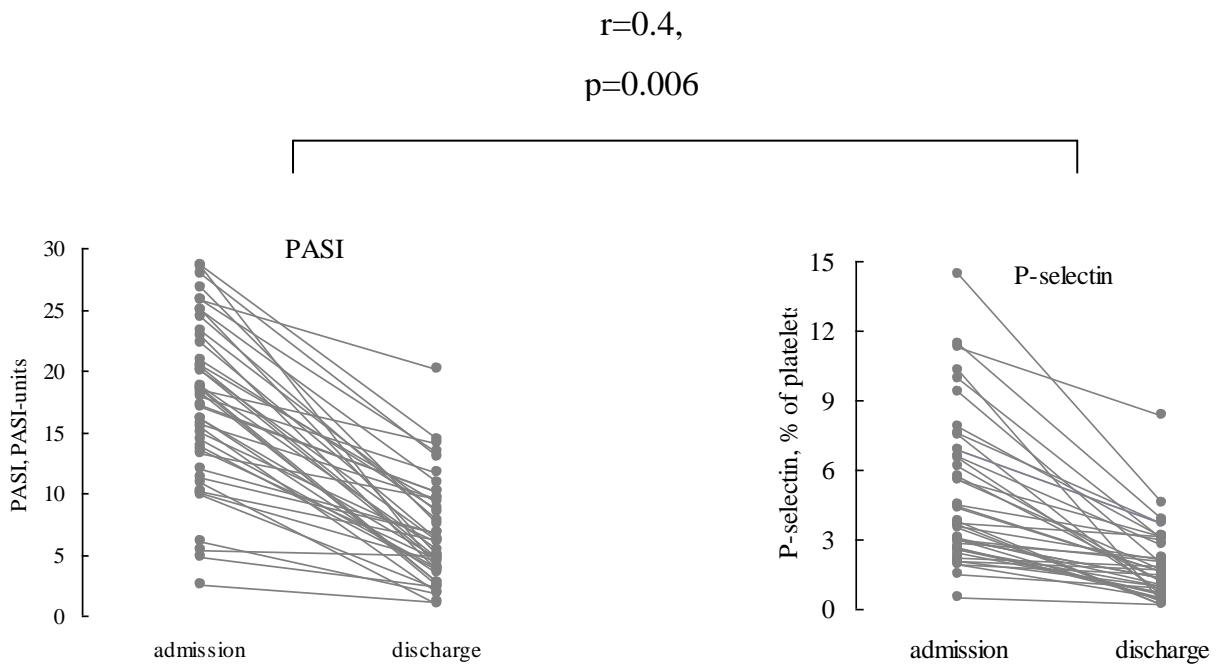 r=0.4,
p=0.006
PASI
30
25
20
15
10
5
0
PASI, PASI-units
admission discharge
P-selectin
15
12
9
6
3
0
P-selectin, % of platelets
admission discharge